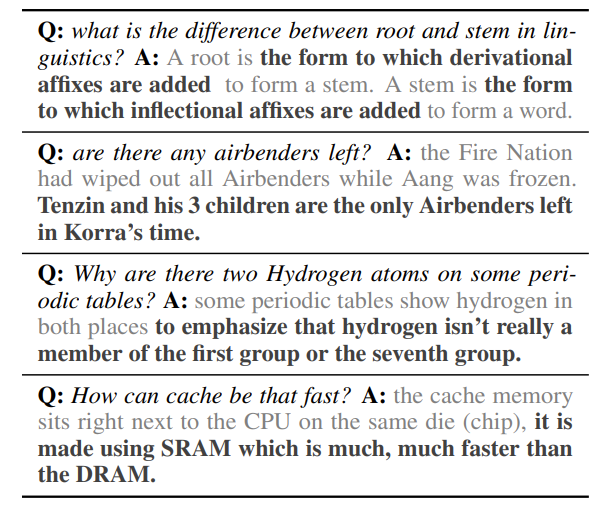 Q: what is the difference between root and stem in lin-
guistics? A: A root is the form to which derivational
affixes are added to form a stem. A stem is the form
to which inflectional affixes are added to form a word.
Q: are there any airbenders left? A: the Fire Nation
had wiped out all Airbenders while Aang was frozen.
Tenzin and his 3 children are the only Airbenders left
in Korra's time.
Q: Why are there two Hydrogen atoms on some peri-
odic tables? A: some periodic tables show hydrogen in
both places to emphasize that hydrogen isn't really a
member of the first group or the seventh group.
Q: How can cache be that fast? A: the cache memory
sits right next to the CPU on the same die (chip), it is
made using SRAM which is much, much faster than
the DRAM.